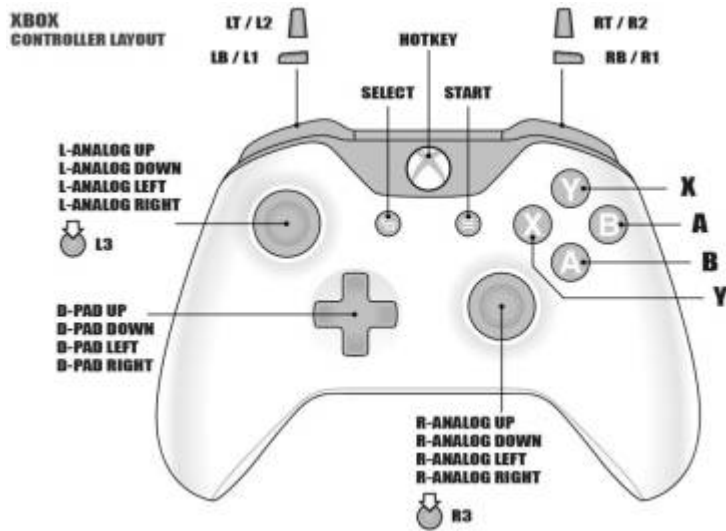 XBOX
CONTROLLER LAYOUT
LT / L2
LB / L1
HOTKEY
RT / R2
RB / R1
SELECT
START
L-ANALOG UP
L-ANALOG DOWN
L-ANALOG LEFT
L-ANALOG RIGHT
L3
Y
X
B
A
X
A
B
Y
D-PAD UP
D-PAD DOWN
D-PAD LEFT
D-PAD RIGHT
R-ANALOG UP
R-ANALOG DOWN
R-ANALOG LEFT
R-ANALOG RIGHT
R3